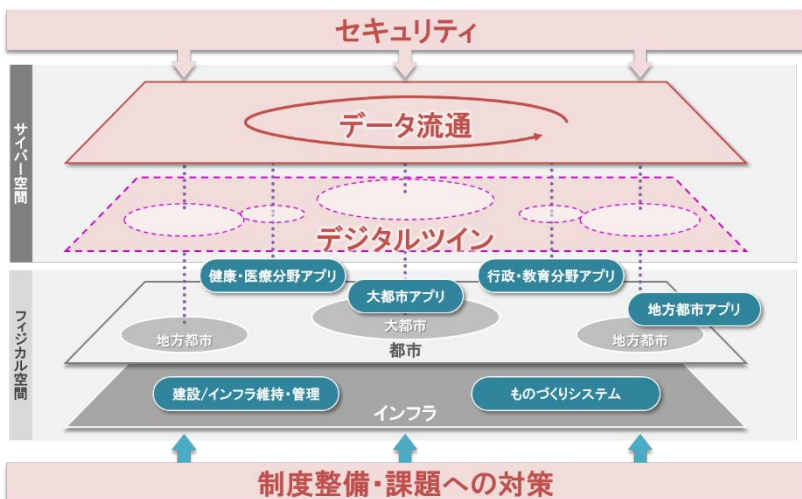 セキュリティ
サイバー空間
データ流通
デジタルツイン
フィジカル空間
健康・医療分野アプリ
行政・教育分野アプリ
大都市アプリ
地方都市アプリ
大都市
地方都市
地方都市
都市
建設/インフラ維持・管理
ものづくりシステム
インフラ
制度整備・課題への対策